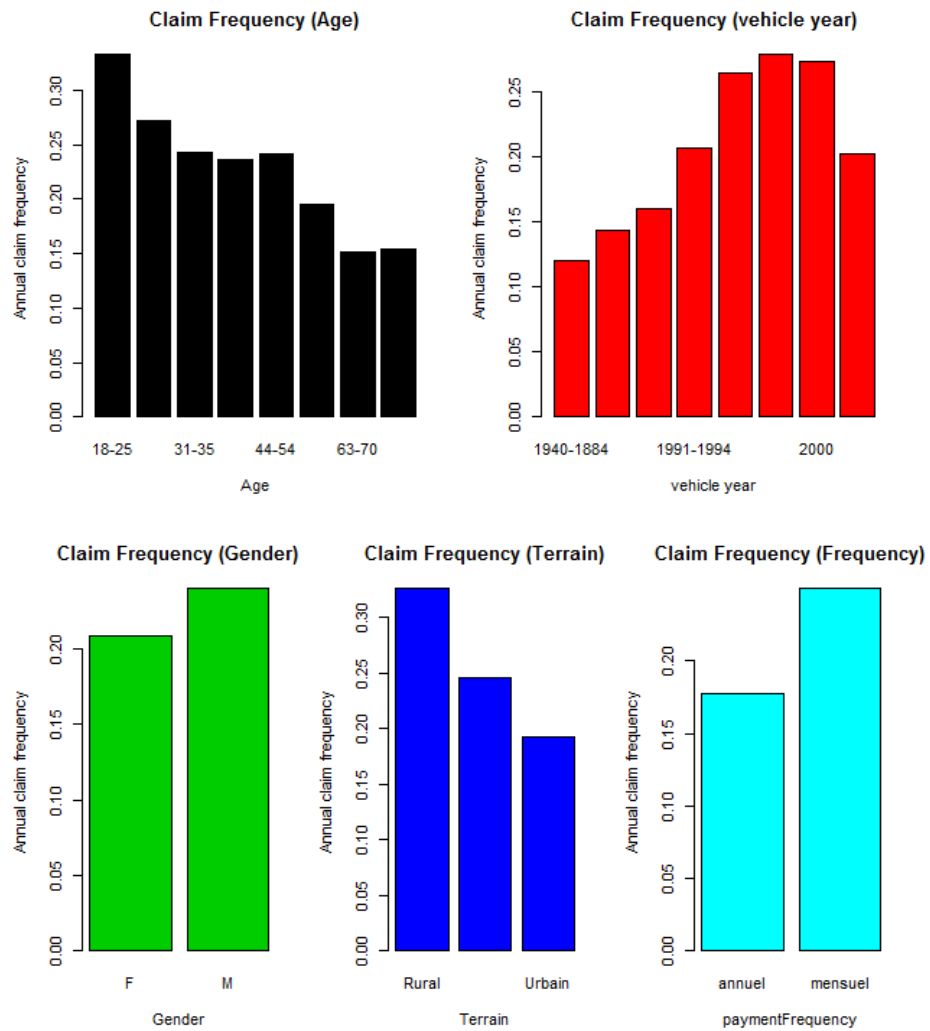 Claim Frequency (Age)
Annual claim frequency
0.00 0.05 0.10 0.15 0.20 0.25 0.30
18-25 31-35 44-54 63-70
Age
Claim Frequency (vehicle year)
Annual claim frequency
0.00 0.05 0.10 0.15 0.20 0.25
1940-1884 1991-1994 2000
vehicle year
Claim Frequency (Gender)
Annual claim frequency
0.00 0.05 0.10 0.15 0.20
F M
Gender
Claim Frequency (Terrain)
Annual claim frequency
0.00 0.05 0.10 0.15 0.20 0.25 0.30
Rural Urbain
Terrain
Claim Frequency (Frequency)
Annual claim frequency
0.00 0.05 0.10 0.15 0.20
annuel mensuel
paymentFrequency